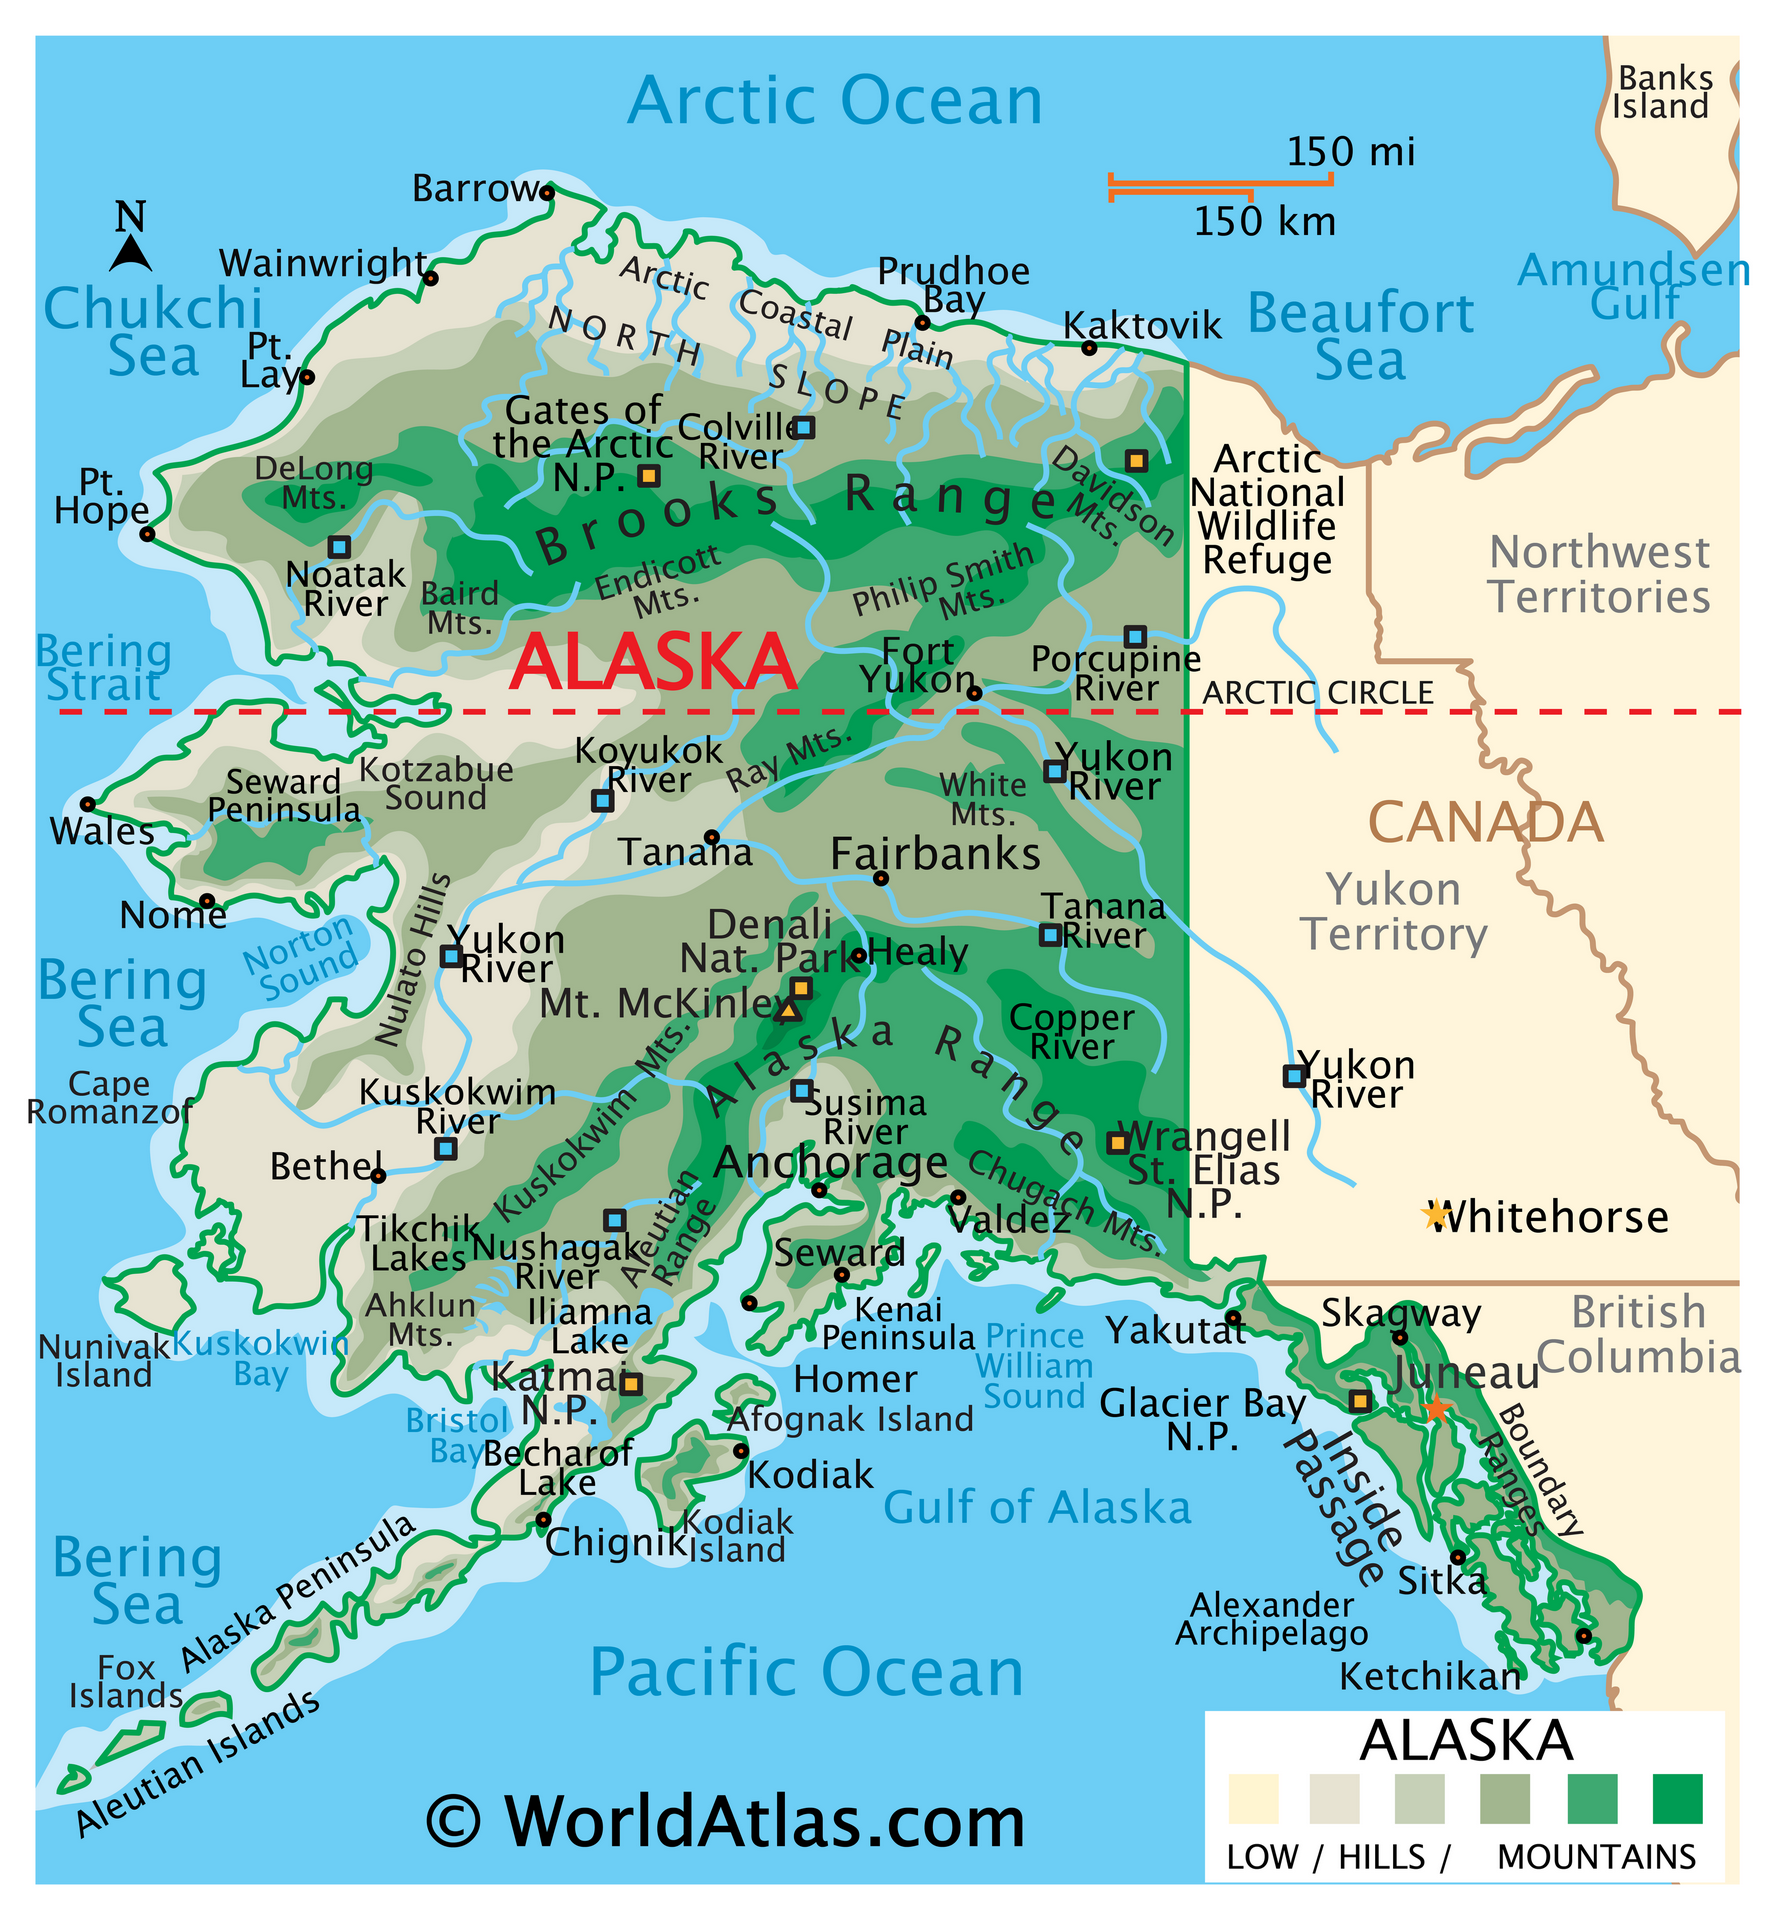 Arctic Ocean
Banks
Island
150 mi
150 km
N
Barrow
Wainwright
Chukchi
Sea
Pt.
Lay
Arctic Coastal Plain
NORTH SLOPE
Prudhoe
Bay
Kaktovik
Beaufort
Sea
Amundsen
Gulf
Gates of
the Arctic
N.P.
Colville
River
DeLong
Mts.
Pt.
Hope
Brooks Range
Davidson
Mts.
Arctic
National
Wildlife
Refuge
Northwest
Territories
Noatak
River
Baird
Mts.
Endicott
Mts.
Philip Smith
Mts.
Bering
Strait
ALASKA
Fort
Yukon
Porcupine
River
ARCTIC CIRCLE
Koyukok
River
Ray Mts.
Yukon
River
White
Mts.
Seward
Peninsula
Kotzabue
Sound
Wales
CANADA
Tanana
Fairbanks
Yukon
Territory
Nome
Norton
Sound
Nulato Hills
Yukon
River
Denali
Nat. Park
Healy
Tanana
River
Bering
Sea
Mt. McKinley
Alaska Range
Copper
River
Yukon
River
Cape
Romanzof
Kuskokwim
River
Kuskokwim Mts.
Susima
River
Wrangell
St. Elias
N.P.
Bethel
Anchorage
Chugach Mts.
Valdez
Whitehorse
Tikchik
Lakes
Nushagak
River
Aleutian
Range
Seward
Ahklun
Mts.
Iliamna
Lake
Kenai
Peninsula
Prince
William
Sound
Yakutat
Skagway
British
Columbia
Nunivak
Island
Kuskokwin
Bay
Katmai
N.P.
Homer
Juneau
Glacier Bay
N.P.
Afognak Island
Bristol
Bay
Becharof
Lake
Kodiak
Inside
Passage
Boundary
Ranges
Gulf of Alaska
Chignik
Kodiak
Island
Bering
Sea
Alaska Peninsula
Sitka
Alexander
Archipelago
Fox
Islands
Pacific Ocean
Ketchikan
Aleutian Islands
© WorldAtlas.com
ALASKA
LOW / HILLS / MOUNTAINS